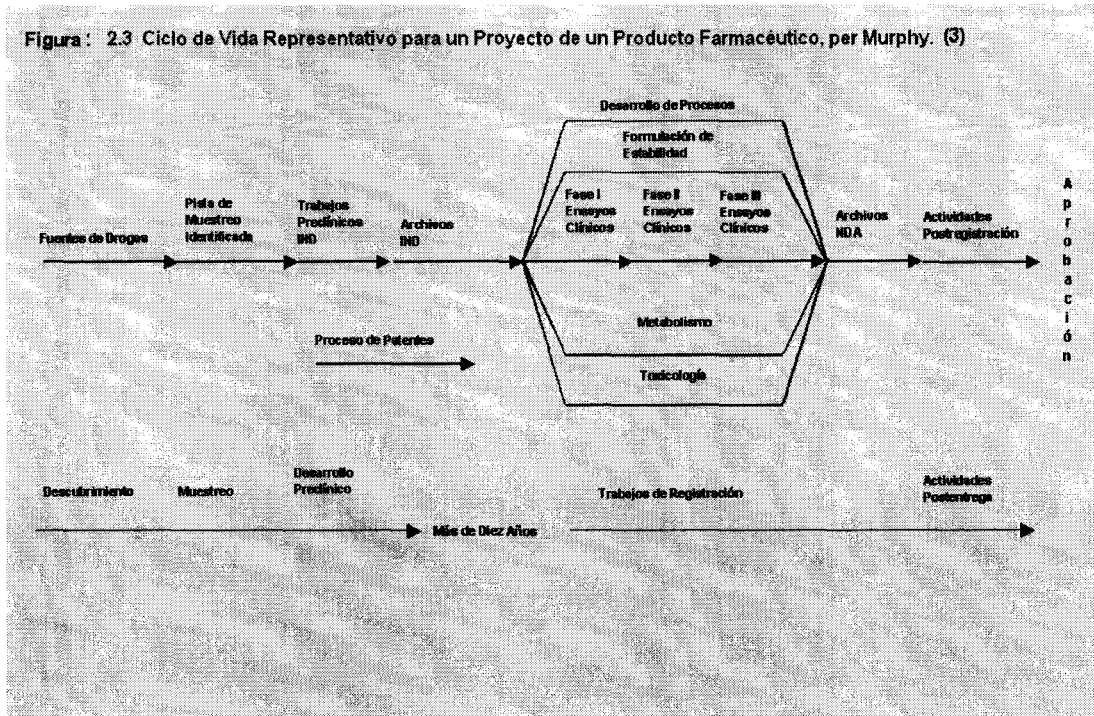 Figura : 2.3 Ciclo de Vida Representativo para un Proyecto de un Producto Farmacéutico, per Murphy. (3)
Desarrollo de Procesos
Formulación de
Estabilidad
Fuentes de Drogas
Pista de
Muestreo
Identificada
Trabajos
Preclínicos
IND
Archivos
IND
Fase I
Ensayos
Clínicos
Fase II
Ensayos
Clínicos
Fase III
Ensayos
Clínicos
Archivos
NDA
Actividades
Postregistración
Aprobación
Proceso de Patentes
Metabolismo
Toxicología
Descubrimiento
Muestreo
Desarrollo
Preclínico
Más de Diez Años
Trabajos de Registración
Actividades
Postentrega